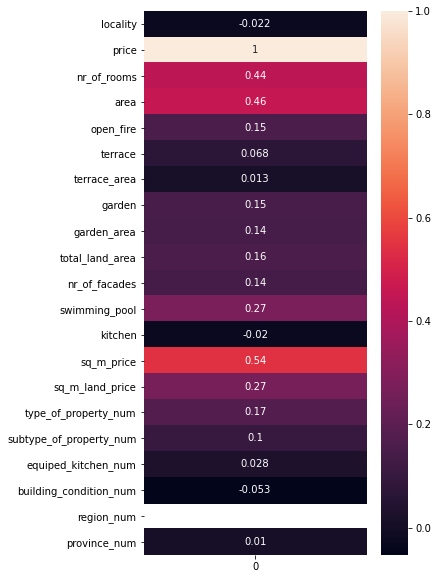 locality -0.022
price 1
nr_of_rooms 0.44
area 0.46
open_fire 0.15
terrace 0.068
terrace_area 0.013
garden 0.15
garden_area 0.14
total_land_area 0.16
nr_of_facades 0.14
swimming_pool 0.27
kitchen -0.02
sq_m_price 0.54
sq_m_land_price 0.27
type_of_property_num 0.17
subtype_of_property_num 0.1
equiped_kitchen_num 0.028
building_condition_num -0.053
region_num
province_num 0.01
0
1.0
0.8
0.6
0.4
0.2
0.0